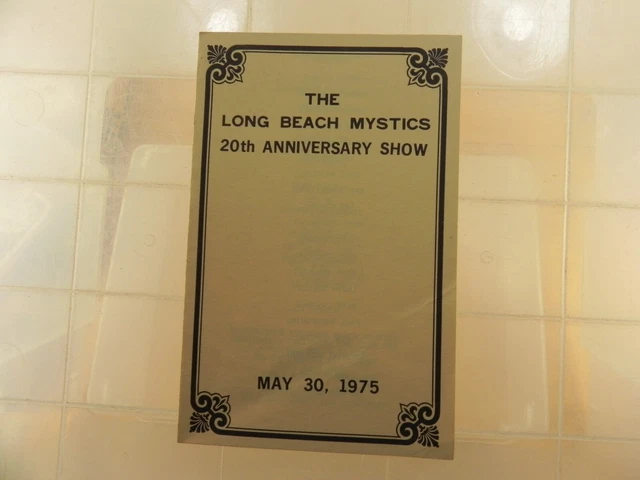 THE
LONG BEACH MYSTICS
20th ANNIVERSARY SHOW
MAY 30, 1975